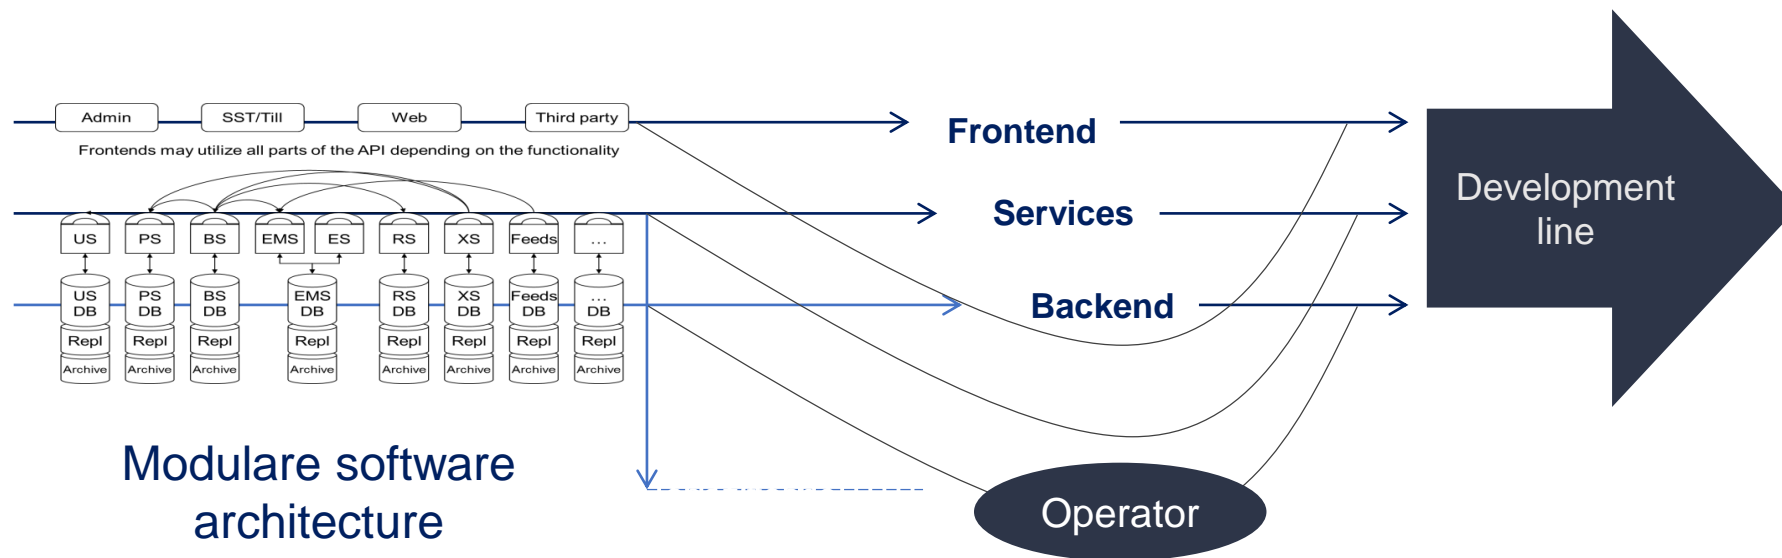 Admin
SST/Till
Web
Third party
Frontends may utilize all parts of the API depending on the functionality
US
PS
BS
EMS
ES
RS
XS
Feeds
...
US
DB
PS
DB
BS
DB
EMS
DB
RS
DB
XS
DB
Feeds
DB
...
DB
Repl
Repl
Repl
Repl
Repl
Repl
Repl
Repl
Archive
Archive
Archive
Archive
Archive
Archive
Archive
Archive
Modulare software
architecture
Frontend
Services
Backend
Operator
Development
line